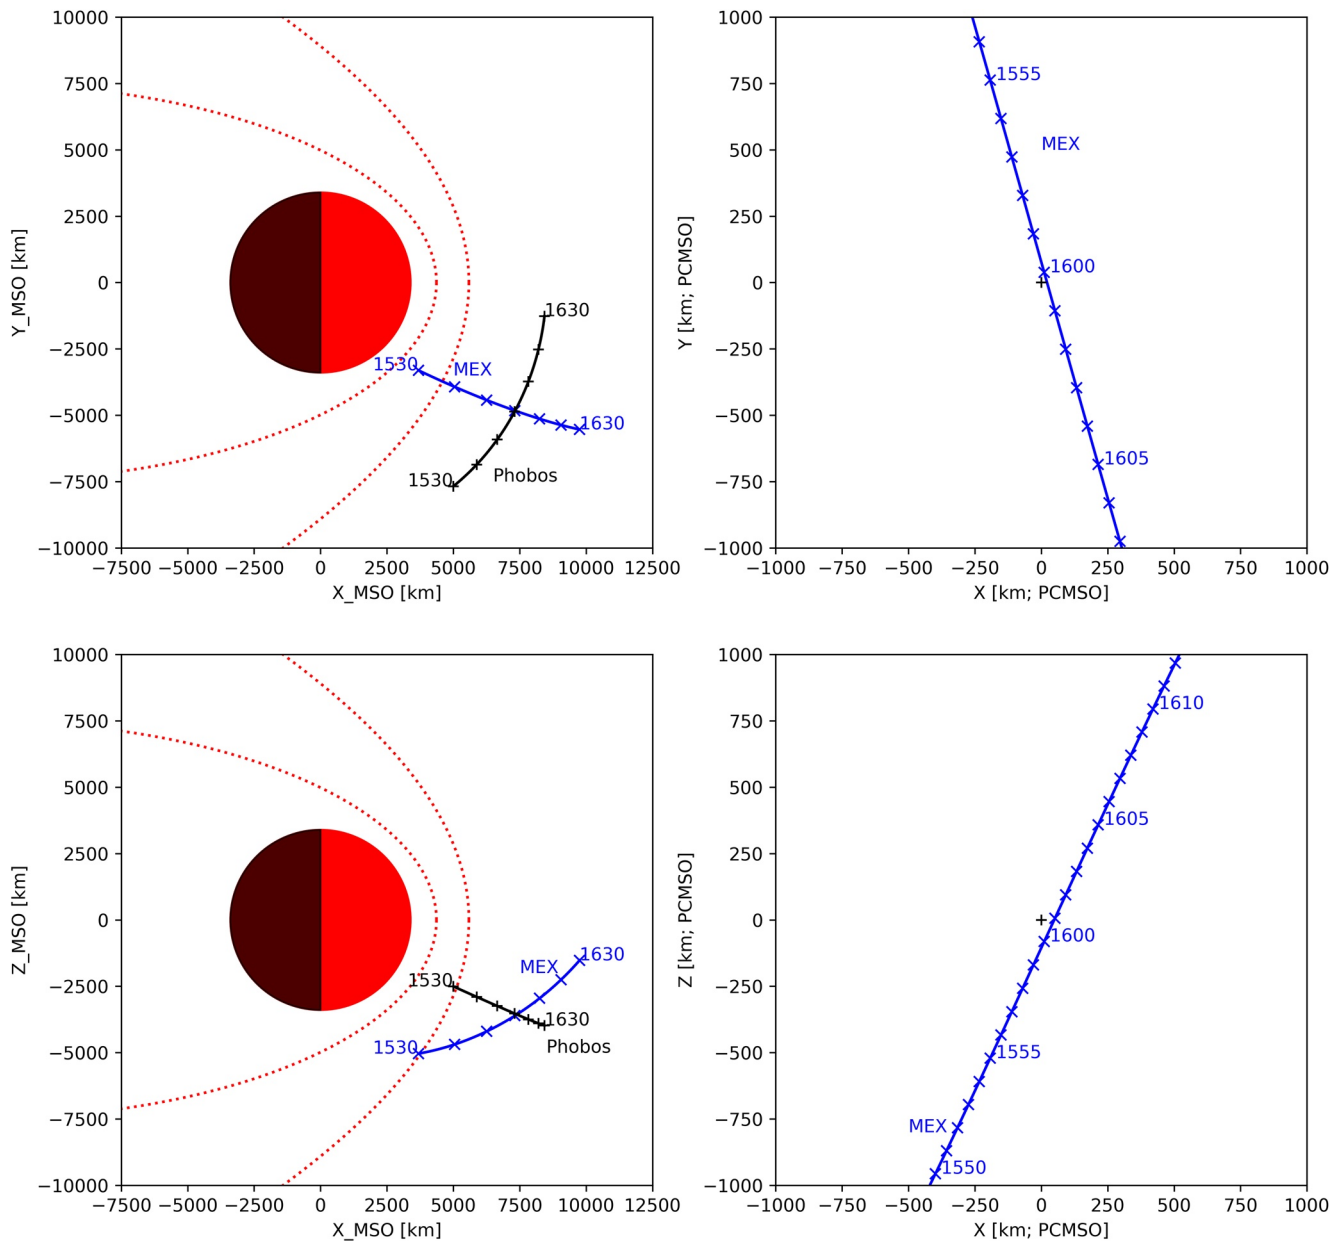 10000
7500
5000
2500
0
−2500
−5000
−7500
−10000
Y_MSO [km]
1630
1530
MEX
1630
1530
Phobos
−7500 −5000 −2500 0 2500 5000 7500 10000 12500
X_MSO [km]
1000
750
500
250
0
−250
−500
−750
−1000
Y [km; PCMSO]
1555
MEX
1600
1605
−1000 −750 −500 −250 0 250 500 750 1000
X [km; PCMSO]
10000
7500
5000
2500
0
−2500
−5000
−7500
−10000
Z_MSO [km]
1530
MEX
1630
1630
1530
Phobos
−7500 −5000 −2500 0 2500 5000 7500 10000 12500
X_MSO [km]
1000
750
500
250
0
−250
−500
−750
−1000
Z [km; PCMSO]
1610
1605
1600
1555
MEX
1550
−1000 −750 −500 −250 0 250 500 750 1000
X [km; PCMSO]